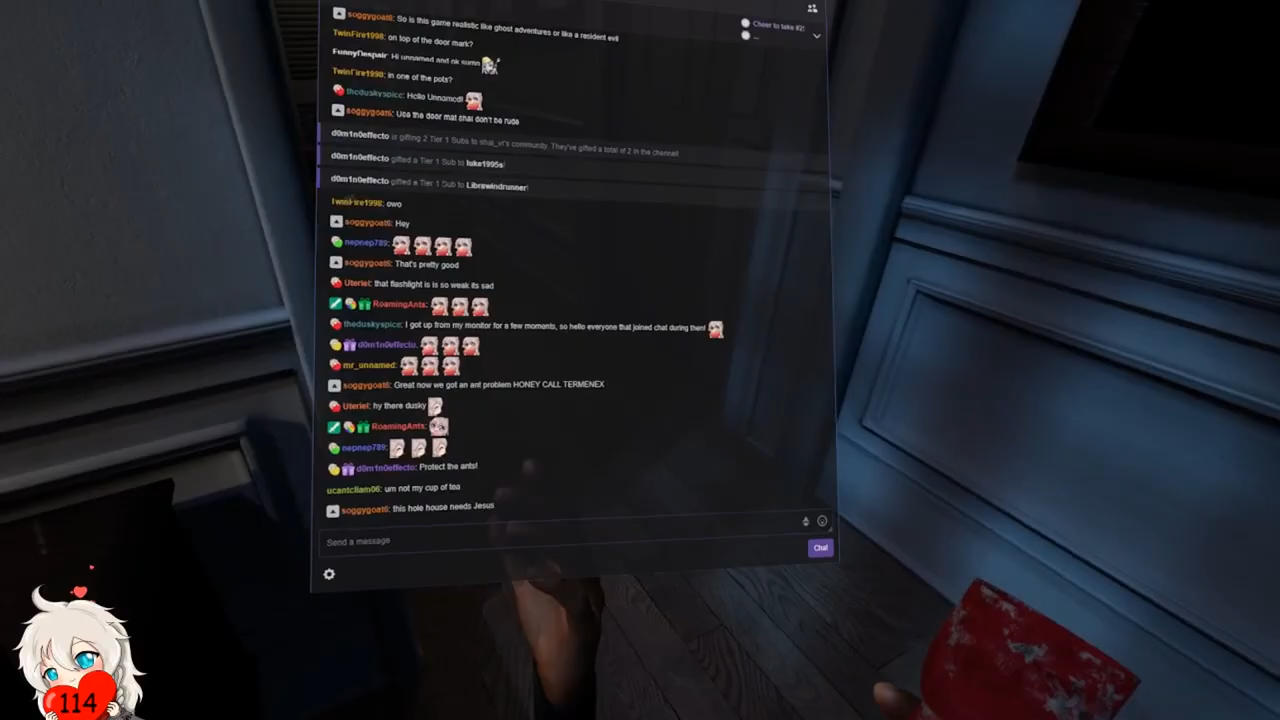 soggygoat6: So is this game realistic like ghost adventures or like a resident evil
Cheer to take #2!
TwinFire1998: on top of the door mark?
FunnyDespair: Hi unnamed and ok sumn
TwinFire1998: in one of the pots?
theduskyspice: Hello Unnamed!
soggygoat6: Use the door mat shai don't be rude
d0m1n0effecto is gifting 2 Tier 1 Subs to shai_vr's community. They've gifted a total of 2 in the channel!
d0m1n0effecto gifted a Tier 1 Sub to luke1995s!
d0m1n0effecto gifted a Tier 1 Sub to Librawindrunner!
TwinFire1998: owo
soggygoat6: Hey
nepnep789:
soggygoat6: That's pretty good
Uteriel: that flashlight is is so weak its sad
RoamingAnts:
theduskyspice: I got up from my monitor for a few moments, so hello everyone that joined chat during then!
d0m1n0effecto:
mr_unnamed:
soggygoat6: Great now we got an ant problem HONEY CALL TERMENEX
Uteriel: hy there dusky
RoamingAnts:
nepnep789:
d0m1n0effecto: Protect the ants!
ucantcllam06: um not my cup of tea
soggygoat6: this hole house needs Jesus
Send a message
Chat
114